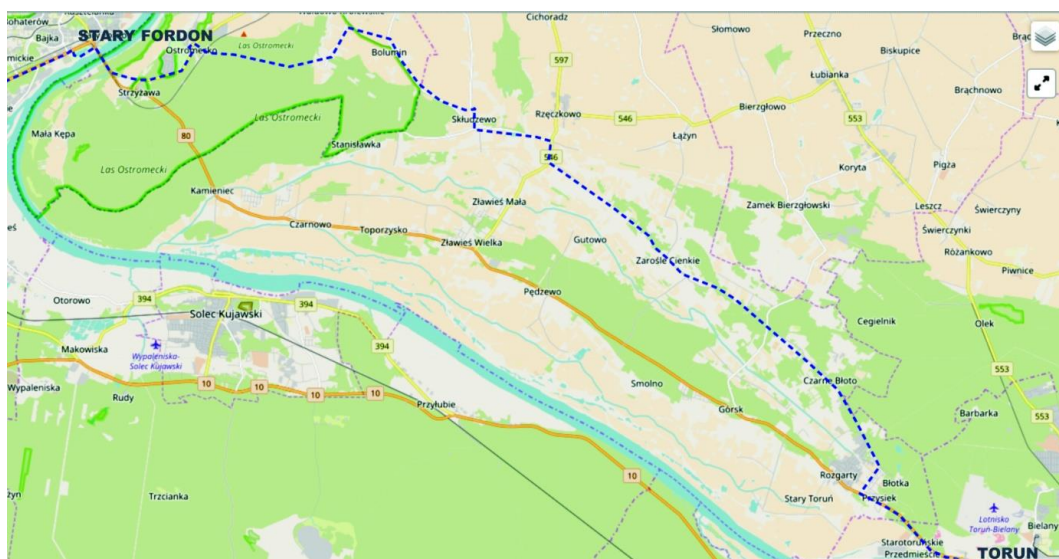 Bajka
STARY FORDON
Ostromecko
Las Ostromecki
Bolumin
Cichoradz
Słomowo
Przeczno
Biskupice
Łubianka
Brąchnowo
597
Strzyżawa
Mała Kępa
80
Las Ostromecki
Skłudzewo
Rzęczkowo
546
Bierzgłowo
553
Łążyn
Stanisławka
546
Las Ostromecki
Koryta
Pigża
Kamieniec
Zławieś Mała
Zamek Bierzgłowski
Leszcz
Świerczyny
Czarnowo
Toporzysko
Zławieś Wielka
Gutowo
Świerczynki
Zarośle Cienkie
Różankowo
Piwnice
Otorowo
394
394
Pędzewo
Solec Kujawski
Cegielnik
Olek
Makowiska
Wypaleniska-
Solec Kujawski
394
553
Wypaleniska
Rudy
10
10
10
10
Przyłubie
Smolno
Czarne Błoto
Górsk
Barbarka
553
10
Rozgarty
Błotka
Trzcianka
Stary Toruń
Przysiek
Lotnisko
Toruń-Bielany
Bielany
Starotoruńskie
Przedmieście
TORUŃ